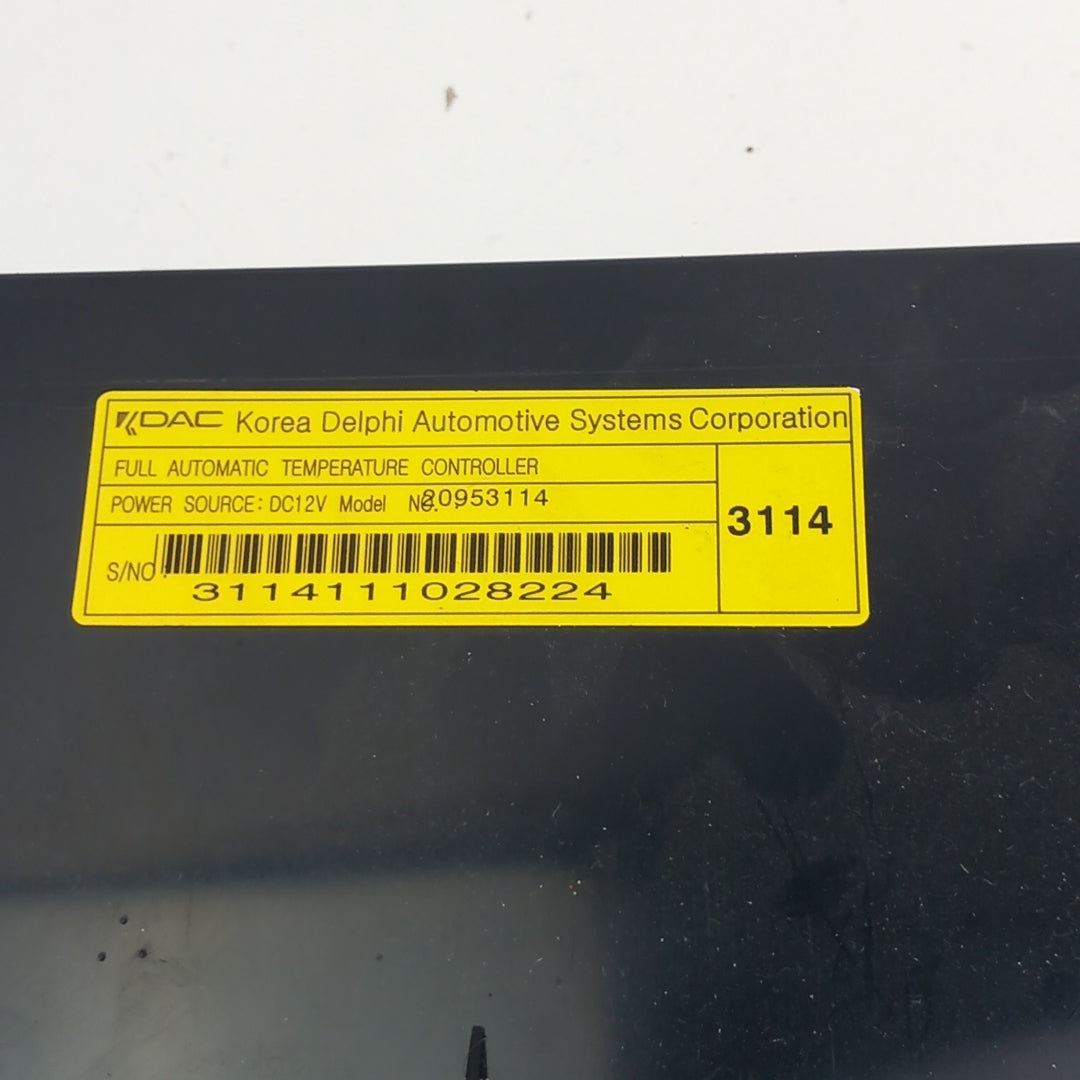 KDAC Korea Delphi Automotive Systems Corporation
FULL AUTOMATIC TEMPERATURE CONTROLLER
POWER SOURCE: DC12V Model No. 20953114
3114
S/NO
3114111028224